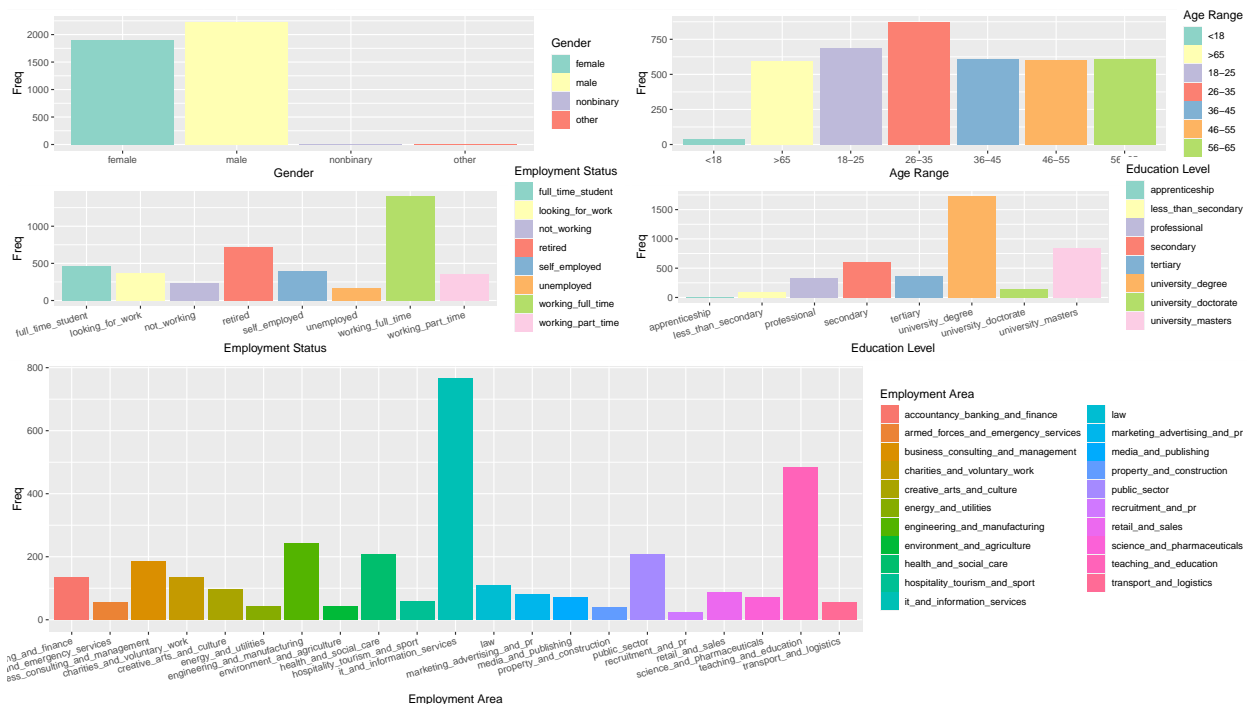 Freq
2000
1500
1000
500
0
female
male
nonbinary
other
Gender
Gender
female
male
nonbinary
other
Freq
750
500
250
0
<18
>65
18−25
26−35
36−45
46−55
Age Range
Age Range
<18
>65
18−25
26−35
36−45
46−55
56−65
Freq
1000
500
0
full_time_student
looking_for_work
not_working
retired
self_employed
unemployed
working_full_time
working_part_time
Employment Status
Employment Status
full_time_student
looking_for_work
not_working
retired
self_employed
unemployed
working_full_time
working_part_time
Freq
1500
1000
500
0
apprenticeship
less_than_secondary
professional
secondary
tertiary
university_degree
university_doctorate
university_masters
Education Level
Education Level
apprenticeship
less_than_secondary
professional
secondary
tertiary
university_degree
university_doctorate
university_masters
Freq
800
600
400
200
0
ng_and_finance
nd_emergency_services
ess_consulting_and_management
charities_and_voluntary_work
creative_arts_and_culture
energy_and_utilities
engineering_and_manufacturing
environment_and_agriculture
health_and_social_care
hospitality_tourism_and_sport
it_and_information_services
law
marketing_advertising_and_pr
media_and_publishing
property_and_construction
public_sector
recruitment_and_pr
retail_and_sales
science_and_pharmaceuticals
teaching_and_education
transport_and_logistics
Employment Area
Employment Area
accountancy_banking_and_finance
armed_forces_and_emergency_services
business_consulting_and_management
charities_and_voluntary_work
creative_arts_and_culture
energy_and_utilities
engineering_and_manufacturing
environment_and_agriculture
health_and_social_care
hospitality_tourism_and_sport
it_and_information_services
law
marketing_advertising_and_pr
media_and_publishing
property_and_construction
public_sector
recruitment_and_pr
retail_and_sales
science_and_pharmaceuticals
teaching_and_education
transport_and_logistics